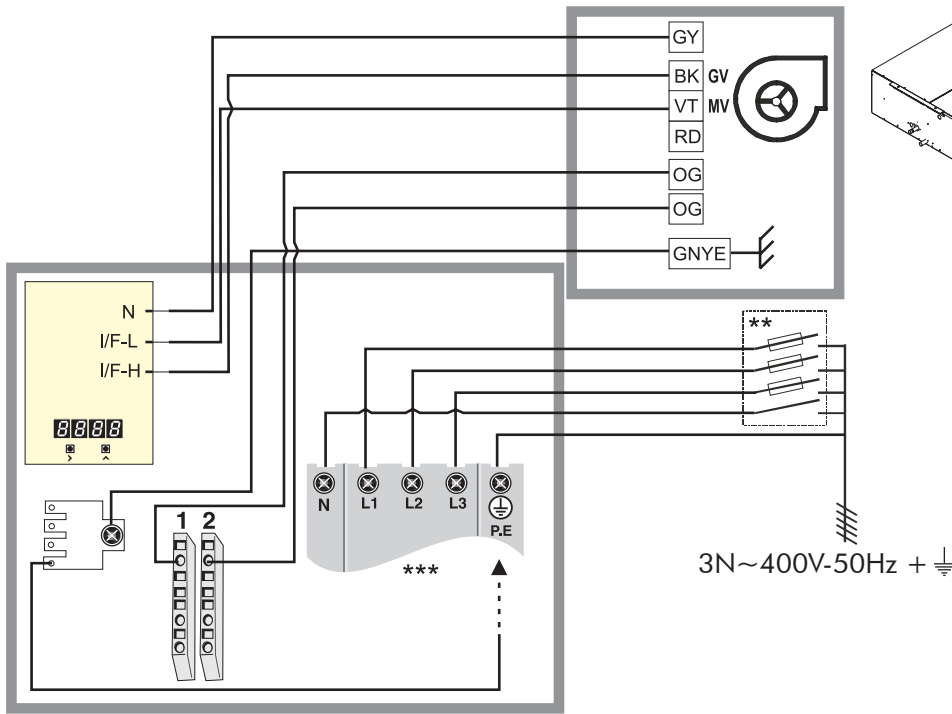 GY
BK GV
VT MV
RD
OG
OG
GNYE
N
I/F-L
I/F-H
8888
**
N L1 L2 L3
P.E
1 2
***
3N~400V-50Hz + ⏚